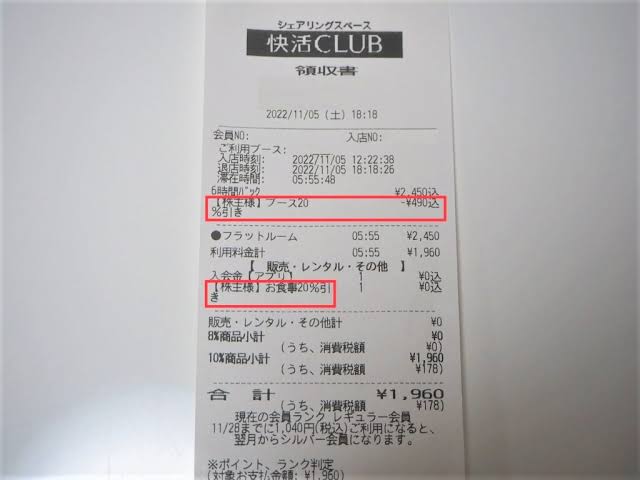 シェアリングスペース
快活CLUB
領収書
2022/11/05 (土) 18:18
会員NO: 入店NO:
ご利用ブース:
入店時刻: 2022/11/05 12:22:38
退店時刻: 2022/11/05 18:18:26
滞在時間: 05:55:48
6時間パック ¥2,450込
【株主様】ブース20 -¥490込
%引き
●フラットルーム 05:55 ¥2,450
利用料金計 05:55 ¥1,960
【 販売・レンタル・その他 】
入会金【アプリ】 1 ¥0込
【株主様】お食事20%引 1 ¥0込
き
販売・レンタル・その他計 ¥0
8%商品小計 ¥0
(うち、消費税額 ¥0)
10%商品小計 ¥1,960
(うち、消費税額 ¥178)
合 計 ¥1,960
(うち、消費税額 ¥178)
現在の会員ランク レギュラー会員
11/28までに1,040円(税込)ご利用になると、
翌月からシルバー会員になります。
※ポイント、ランク判定
(対象お支払金額: ¥1,960)